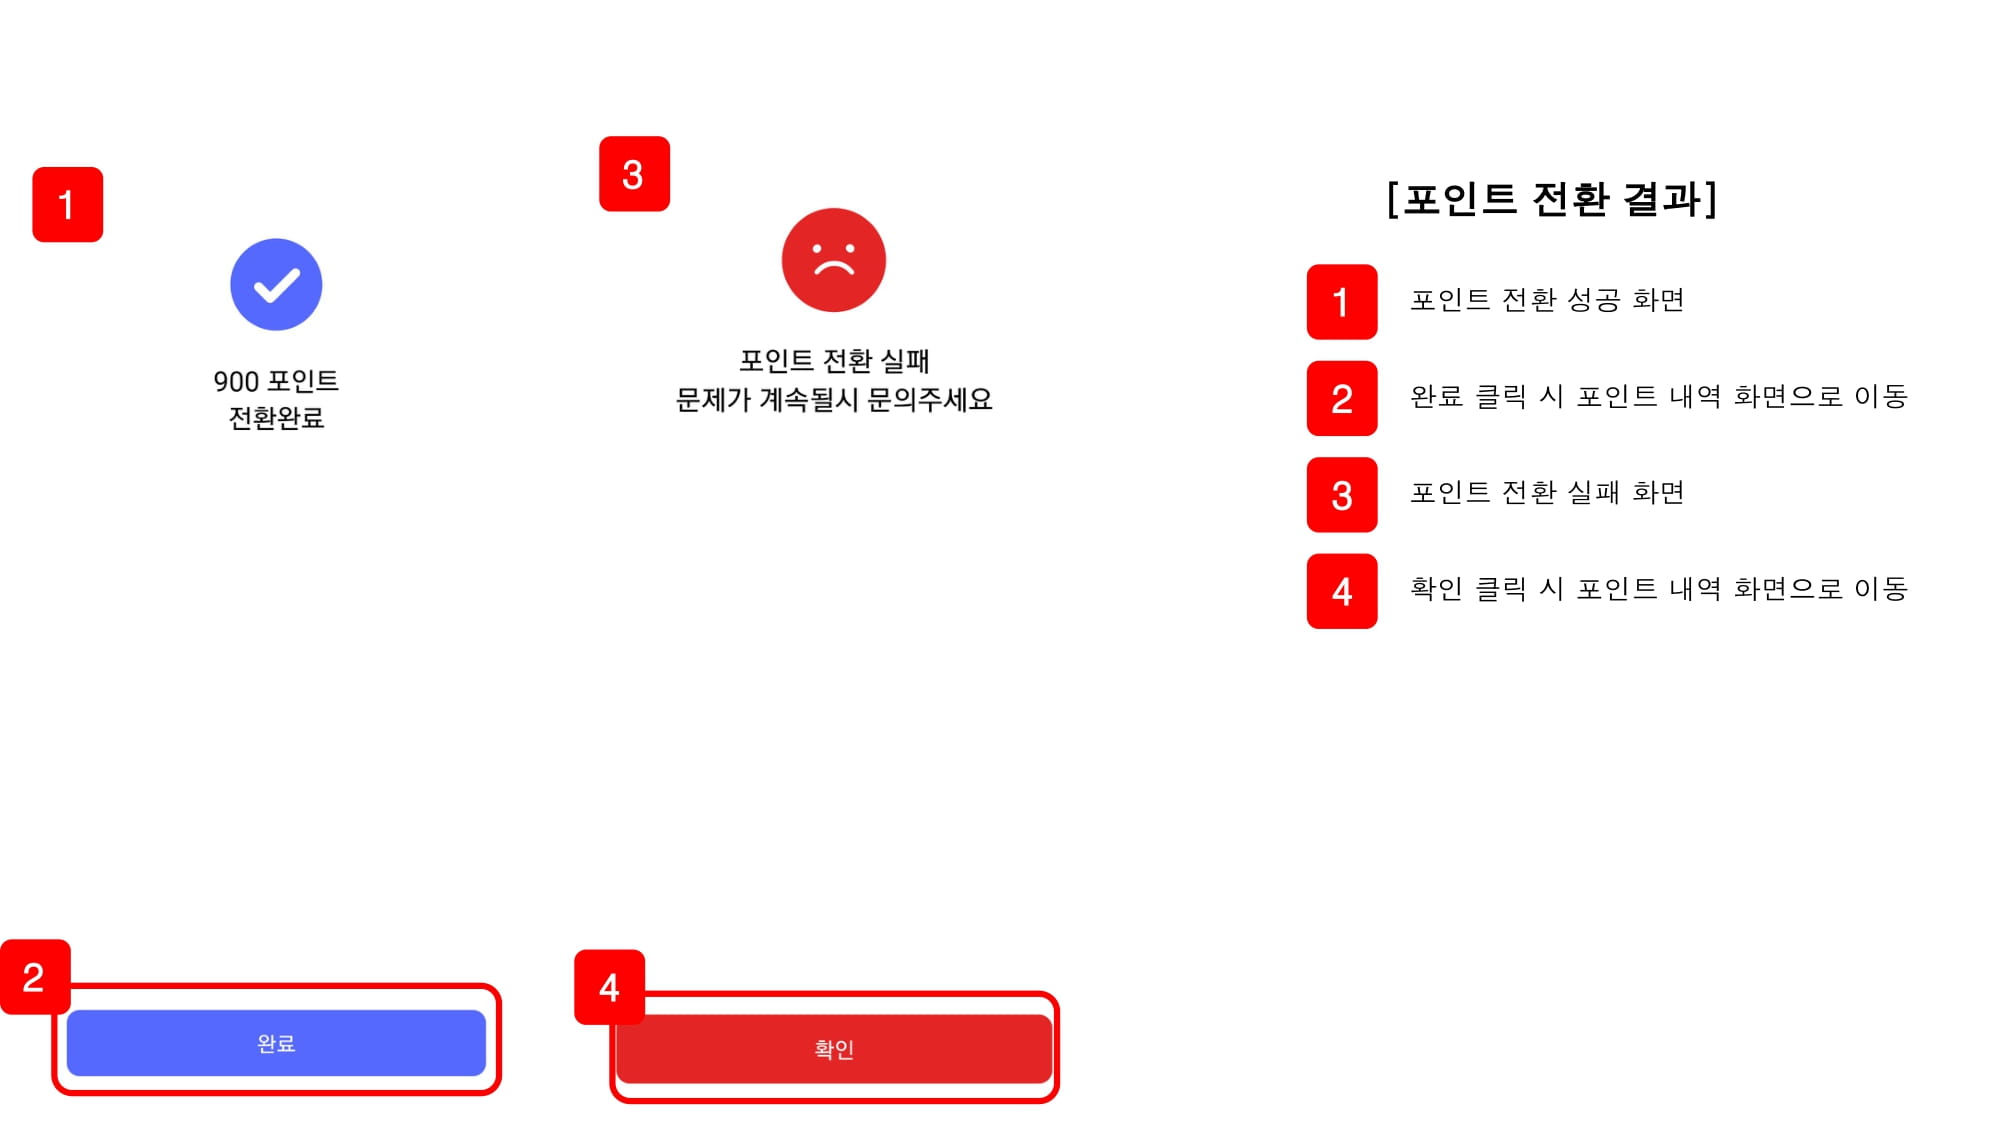 1
900 포인트
전환완료
2
완료
3
포인트 전환 실패
문제가 계속될시 문의주세요
4
확인
[포인트 전환 결과]
1 포인트 전환 성공 화면
2 완료 클릭 시 포인트 내역 화면으로 이동
3 포인트 전환 실패 화면
4 확인 클릭 시 포인트 내역 화면으로 이동